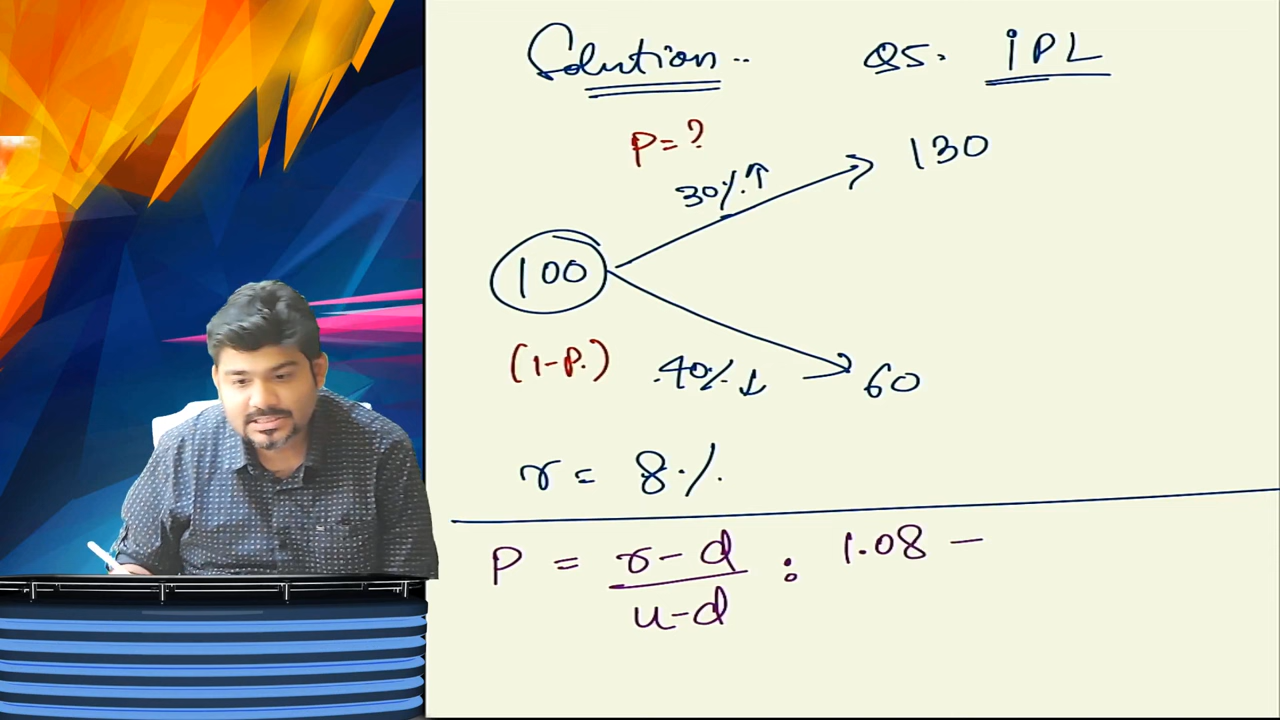 Solution.. Q5. IPL
P=?
30%↑ 130
100
(1-P.) 40%↓ 60
r = 8%
P = r-d / u-d : 1.08 -